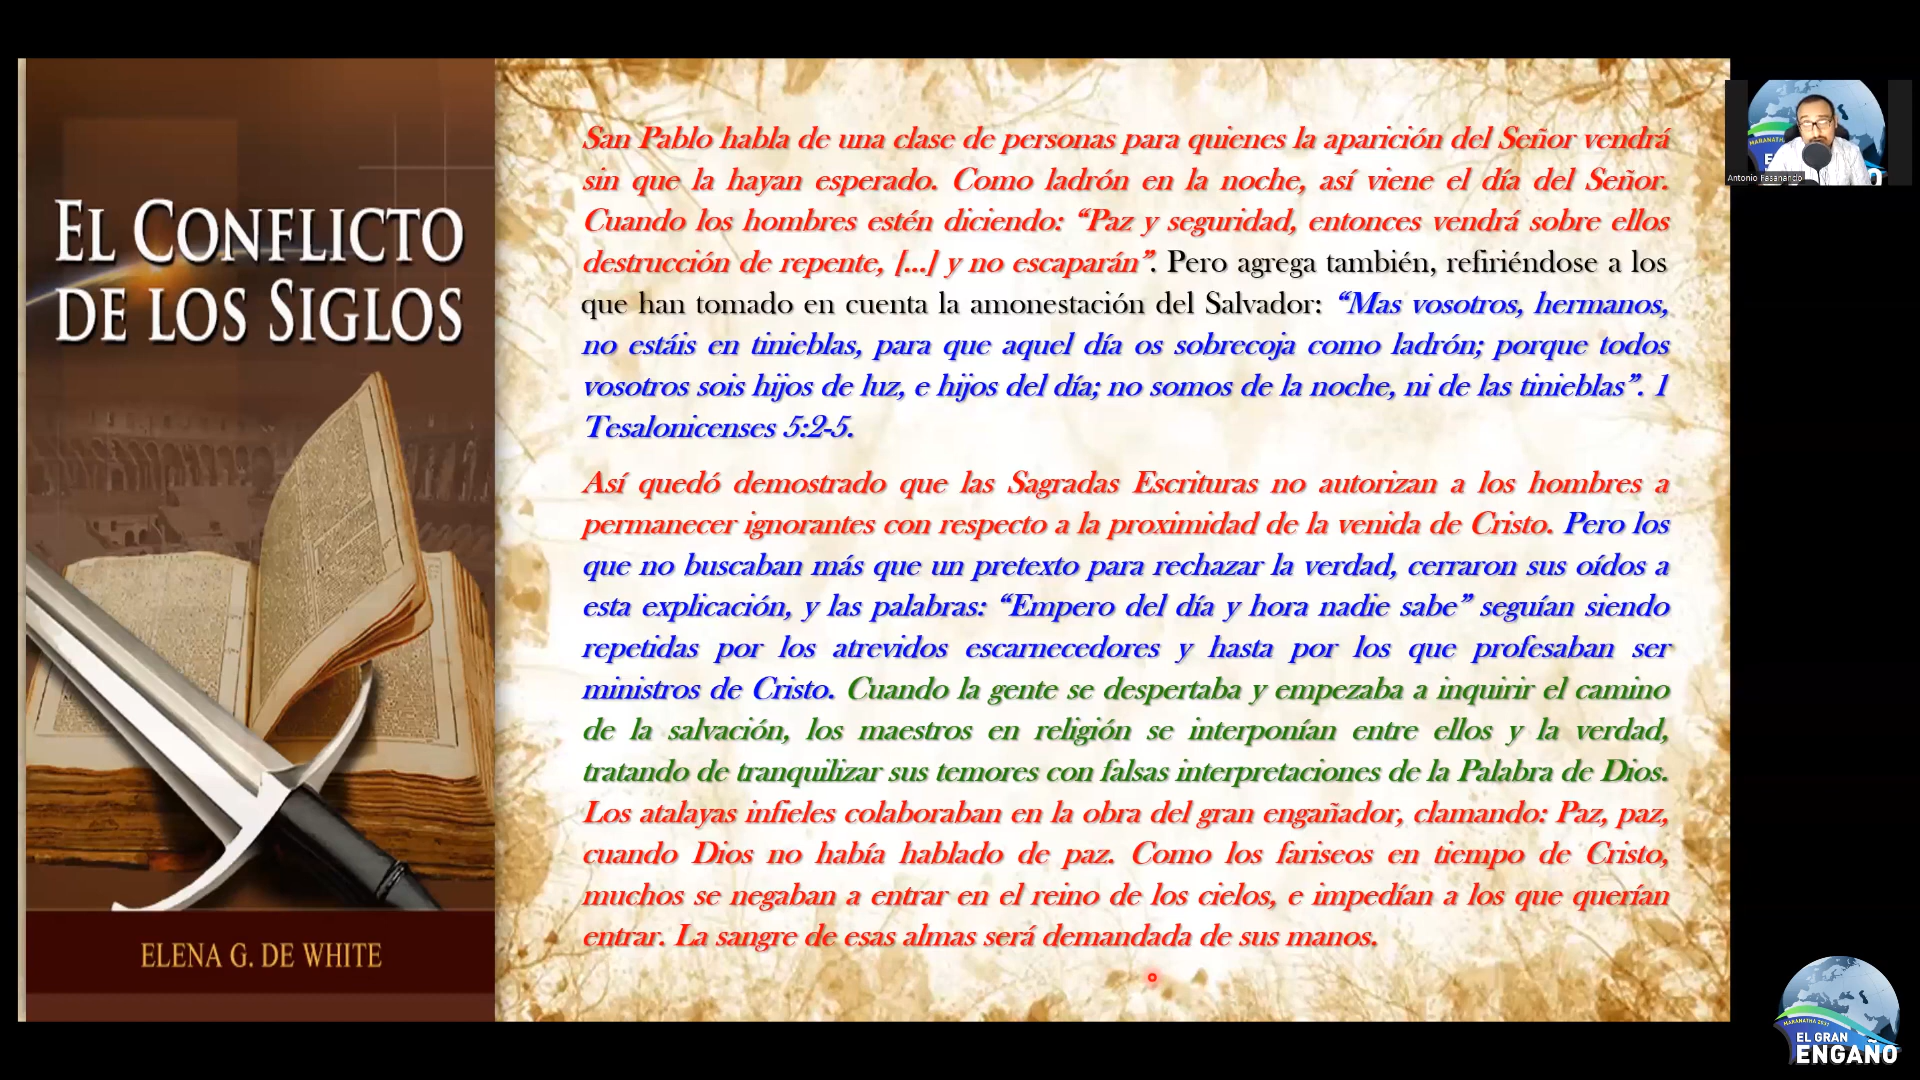 EL CONFLICTO
DE LOS SIGLOS
ELENA G. DE WHITE
San Pablo habla de una clase de personas para quienes la aparición del Señor vendrá
sin que la hayan esperado. Como ladrón en la noche, así viene el día del Señor.
Cuando los hombres estén diciendo: “Paz y seguridad, entonces vendrá sobre ellos
destrucción de repente, [...] y no escaparán”. Pero agrega también, refiriéndose a los
que han tomado en cuenta la amonestación del Salvador: “Mas vosotros, hermanos,
no estáis en tinieblas, para que aquel día os sobrecoja como ladrón; porque todos
vosotros sois hijos de luz, e hijos del día; no somos de la noche, ni de las tinieblas”. 1
Tesalonicenses 5:2-5.
Así quedó demostrado que las Sagradas Escrituras no autorizan a los hombres a
permanecer ignorantes con respecto a la proximidad de la venida de Cristo. Pero los
que no buscaban más que un pretexto para rechazar la verdad, cerraron sus oídos a
esta explicación, y las palabras: “Empero del día y hora nadie sabe” seguían siendo
repetidas por los atrevidos escarnecedores y hasta por los que profesaban ser
ministros de Cristo. Cuando la gente se despertaba y empezaba a inquirir el camino
de la salvación, los maestros en religión se interponían entre ellos y la verdad,
tratando de tranquilizar sus temores con falsas interpretaciones de la Palabra de Dios.
Los atalayas infieles colaboraban en la obra del gran engañador, clamando: Paz, paz,
cuando Dios no había hablado de paz. Como los fariseos en tiempo de Cristo,
muchos se negaban a entrar en el reino de los cielos, e impedían a los que querían
entrar. La sangre de esas almas será demandada de sus manos.
Antonio Fasanando
MARANATHA 2031
EL GRAN
ENGAÑO